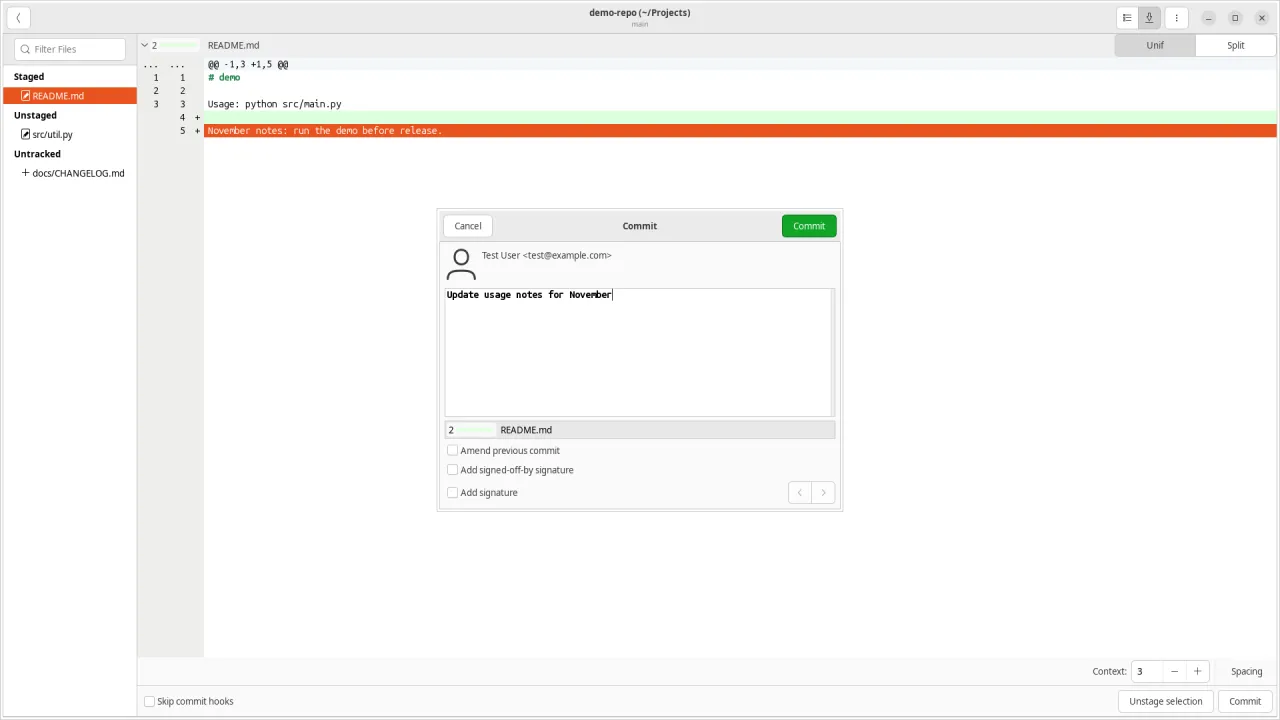 demo-repo (~/Projects)
main
Filter Files
2 README.md
Unif Split
Staged
README.md
Unstaged
src/util.py
Untracked
docs/CHANGELOG.md
... ... @@ -1,3 +1,5 @@
1 1 # demo
2 2
3 3 Usage: python src/main.py
4 +
5 + November notes: run the demo before release.
Cancel Commit Commit
Test User <test@example.com>
Update usage notes for November
2 README.md
Amend previous commit
Add signed-off-by signature
Add signature
Context: 3 − + Spacing
Skip commit hooks Unstage selection Commit